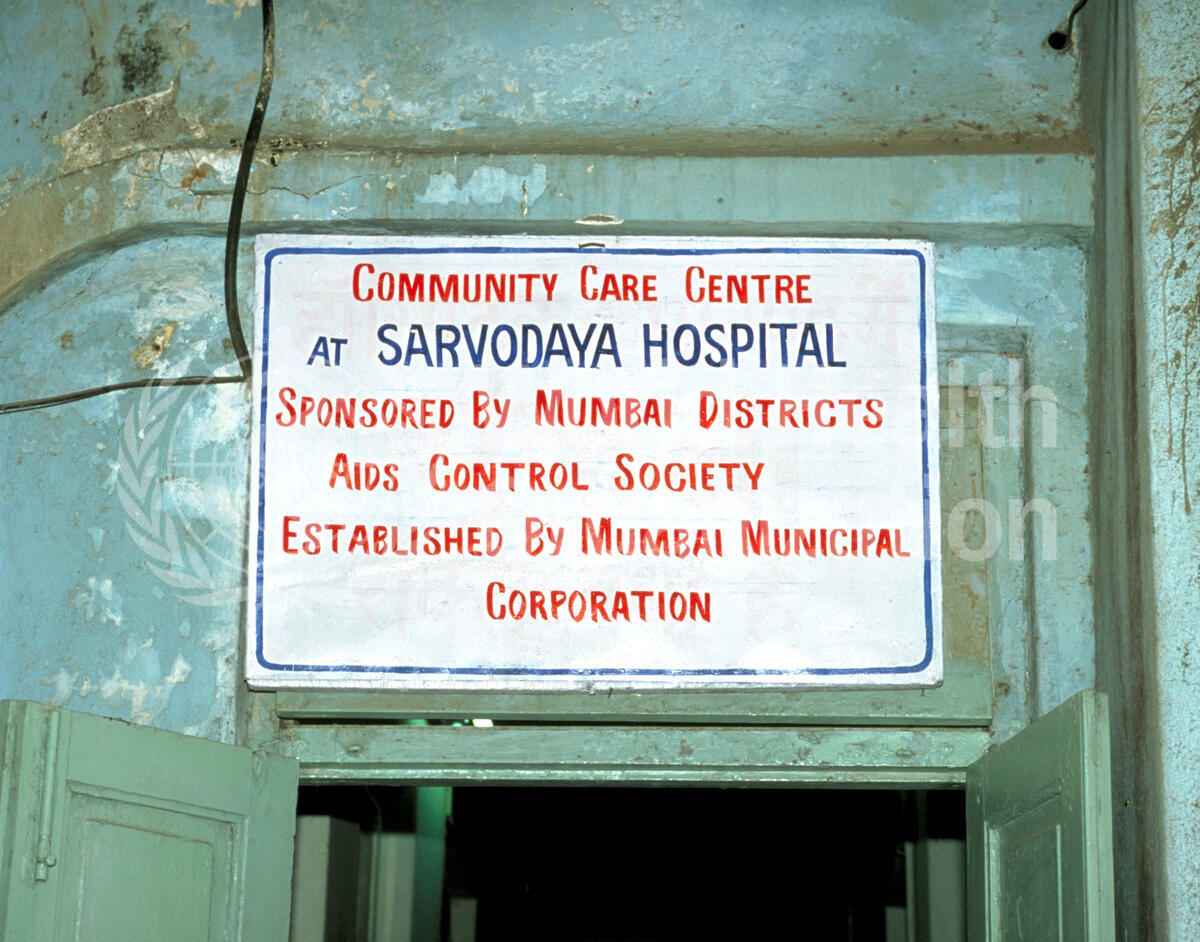 COMMUNITY CARE CENTRE
AT SARVODAYA HOSPITAL
SPONSORED BY MUMBAI DISTRICTS
AIDS CONTROL SOCIETY
ESTABLISHED BY MUMBAI MUNICIPAL
CORPORATION